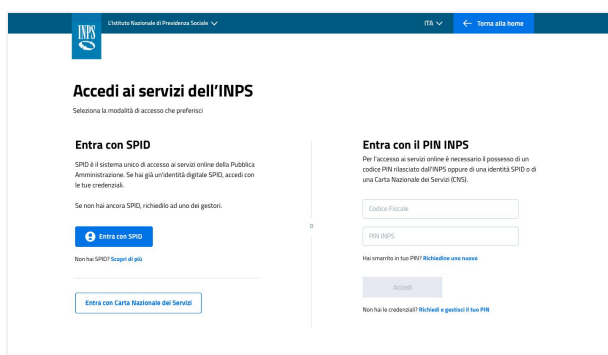 INPS
L'Istituto Nazionale di Previdenza Sociale
ITA
Torna alla home
Accedi ai servizi dell'INPS
Seleziona la modalità di accesso che preferisci
Entra con SPID
SPID è il sistema unico di accesso ai servizi online della Pubblica
Amministrazione. Se hai già un'identità digitale SPID, accedi con
le tue credenziali.
Se non hai ancora SPID, richiedilo ad uno dei gestori.
Entra con SPID
Non hai SPID? Scopri di più
Entra con Carta Nazionale dei Servizi
o
Entra con il PIN INPS
Per l'accesso ai servizi online è necessario il possesso di un
codice PIN rilasciato dall'INPS oppure di una identità SPID o di
una Carta Nazionale dei Servizi (CNS).
Codice Fiscale
PIN INPS
Hai smarrito in tuo PIN? Richiedine uno nuovo
Accedi
Non hai le credenziali? Richiedi e gestisci il tuo PIN